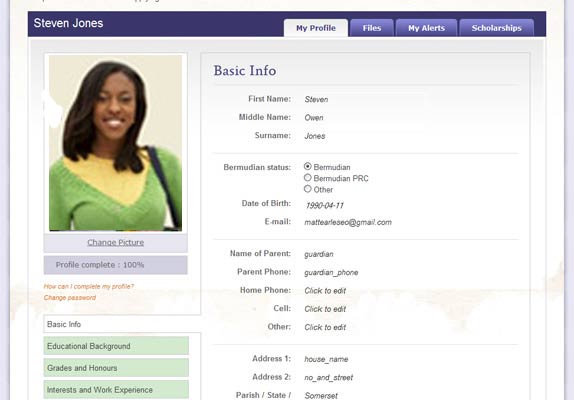 Steven Jones
My Profile Files My Alerts Scholarships
Basic Info
First Name: Steven
Middle Name: Owen
Surname: Jones
Bermudian status: Bermudian
Bermudian PRC
Other
Date of Birth: 1990-04-11
E-mail: mattearleseo@gmail.com
Change Picture
Profile complete : 100%
Name of Parent: guardian
Parent Phone: guardian_phone
How can I complete my profile?
Home Phone: Click to edit
Change password
Cell: Click to edit
Other: Click to edit
Basic Info
Educational Background
Address 1: house_name
Grades and Honours
Address 2: no_and_street
Interests and Work Experience
Parish / State / Somerset